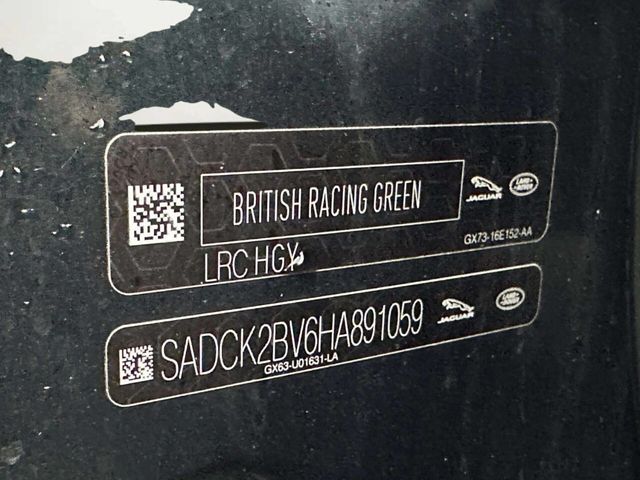 BRITISH RACING GREEN
JAGUAR
LAND ROVER
LRC HGY
GX73-16E152-AA
SADCK2BV6HA891059
JAGUAR
LAND ROVER
GX63-U01631-LA